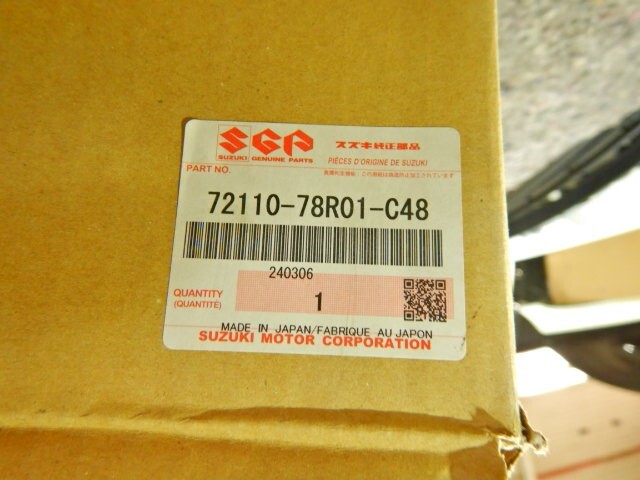 SGP
スズキ純正部品
SUZUKI GENUINE PARTS
PIÈCES D'ORIGINE DE SUZUKI
PART NO.
72110-78R01-C48
240306
QUANTITY
(QUANTITÉ)
1
MADE IN JAPAN/FABRIQUE AU JAPON
SUZUKI MOTOR CORPORATION